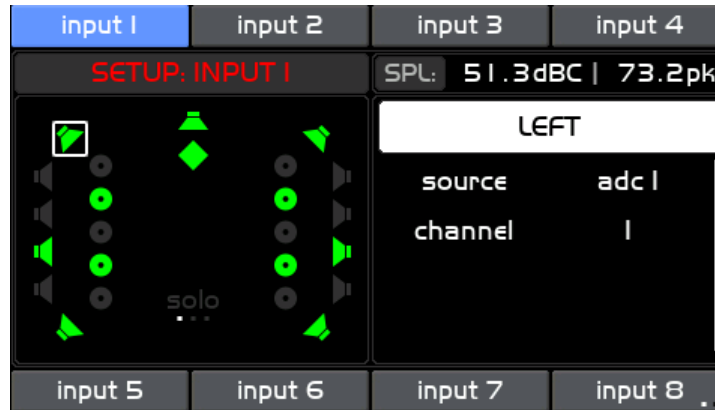 input 1 input 2 input 3 input 4
SETUP: INPUT 1 SPL: 51.3dBC | 73.2pk
LEFT
source adc 1
channel 1
solo
input 5 input 6 input 7 input 8